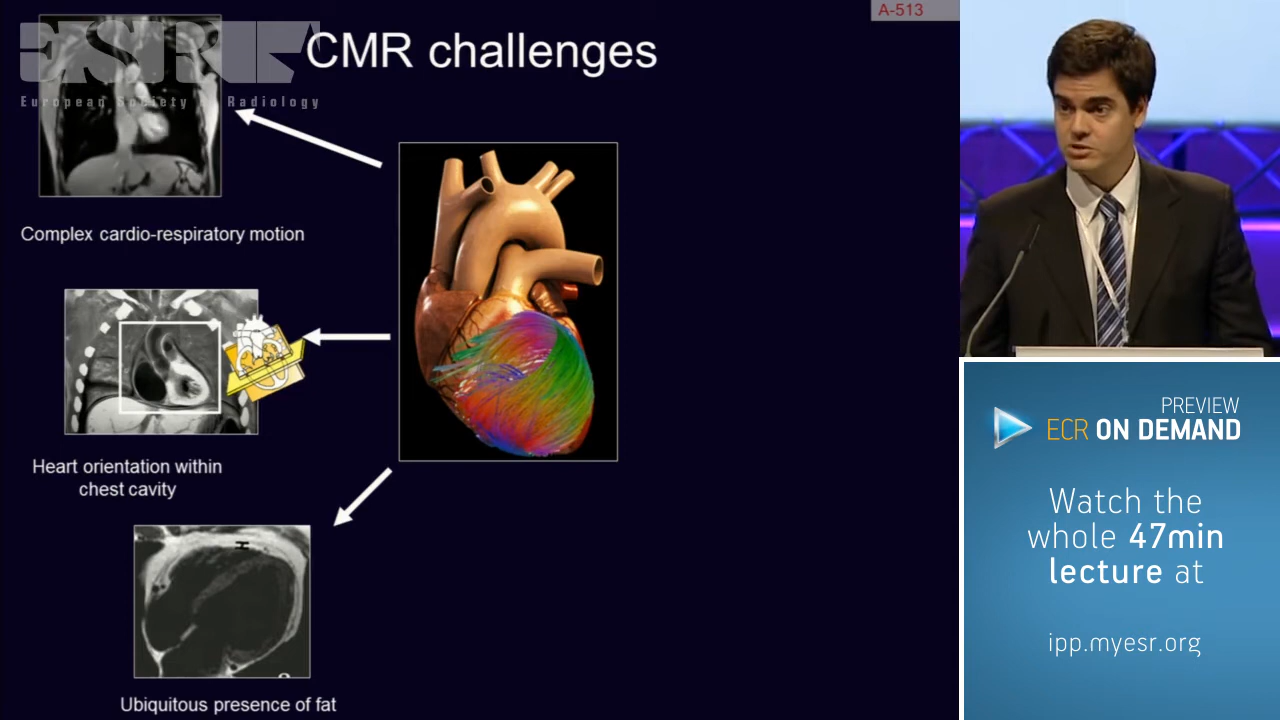 A-513
ESR
European Society of Radiology
CMR challenges
Complex cardio-respiratory motion
Heart orientation within
chest cavity
H
Ubiquitous presence of fat
PREVIEW
ECR ON DEMAND
Watch the
whole 47min
lecture at
ipp.myesr.org